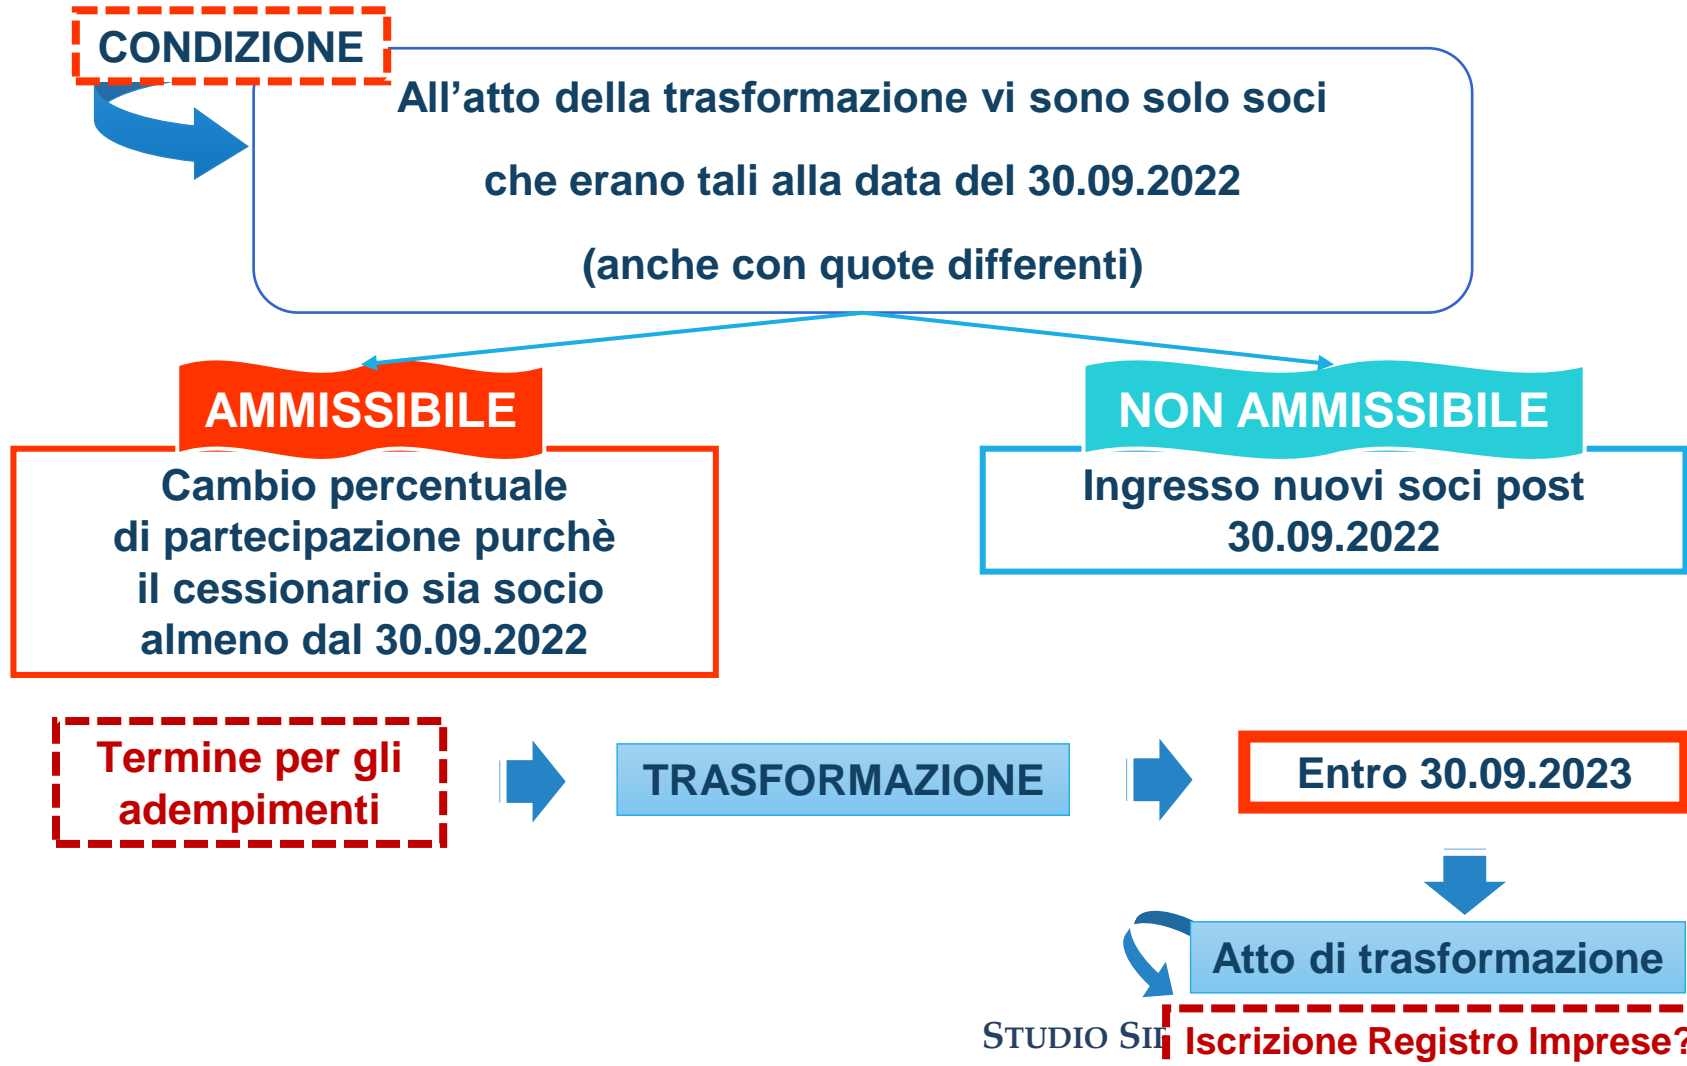 CONDIZIONE
All’atto della trasformazione vi sono solo soci
che erano tali alla data del 30.09.2022
(anche con quote differenti)
AMMISSIBILE
NON AMMISSIBILE
Cambio percentuale
di partecipazione purchè
il cessionario sia socio
almeno dal 30.09.2022
Ingresso nuovi soci post
30.09.2022
Termine per gli
adempimenti
TRASFORMAZIONE
Entro 30.09.2023
Atto di trasformazione
STUDIO
Iscrizione Registro Imprese?